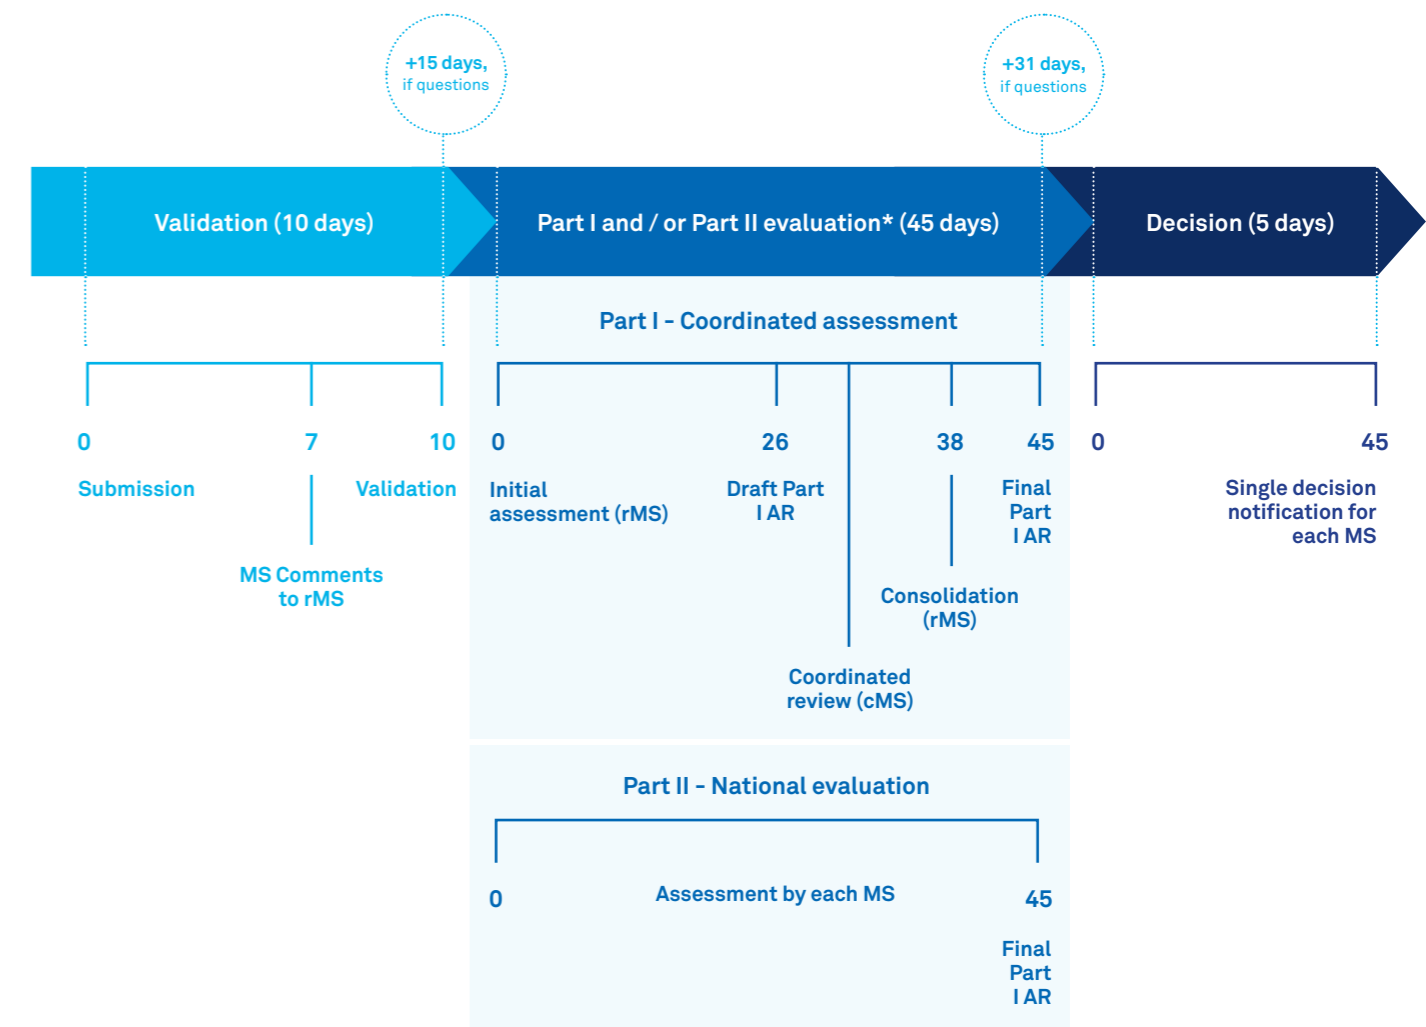 +15 days,
if questions
+31 days,
if questions
Validation (10 days)
Part I and / or Part II evaluation* (45 days)
Decision (5 days)
Part I - Coordinated assessment
0
7
10
0
26
38
45
0
45
Submission
Validation
MS Comments
to rMS
Initial
assessment (rMS)
Draft Part
I AR
Final
Part
I AR
Consolidation
(rMS)
Coordinated
review (cMS)
Single decision
notification for
each MS
Part II - National evaluation
0
Assessment by each MS
45
Final
Part
I AR